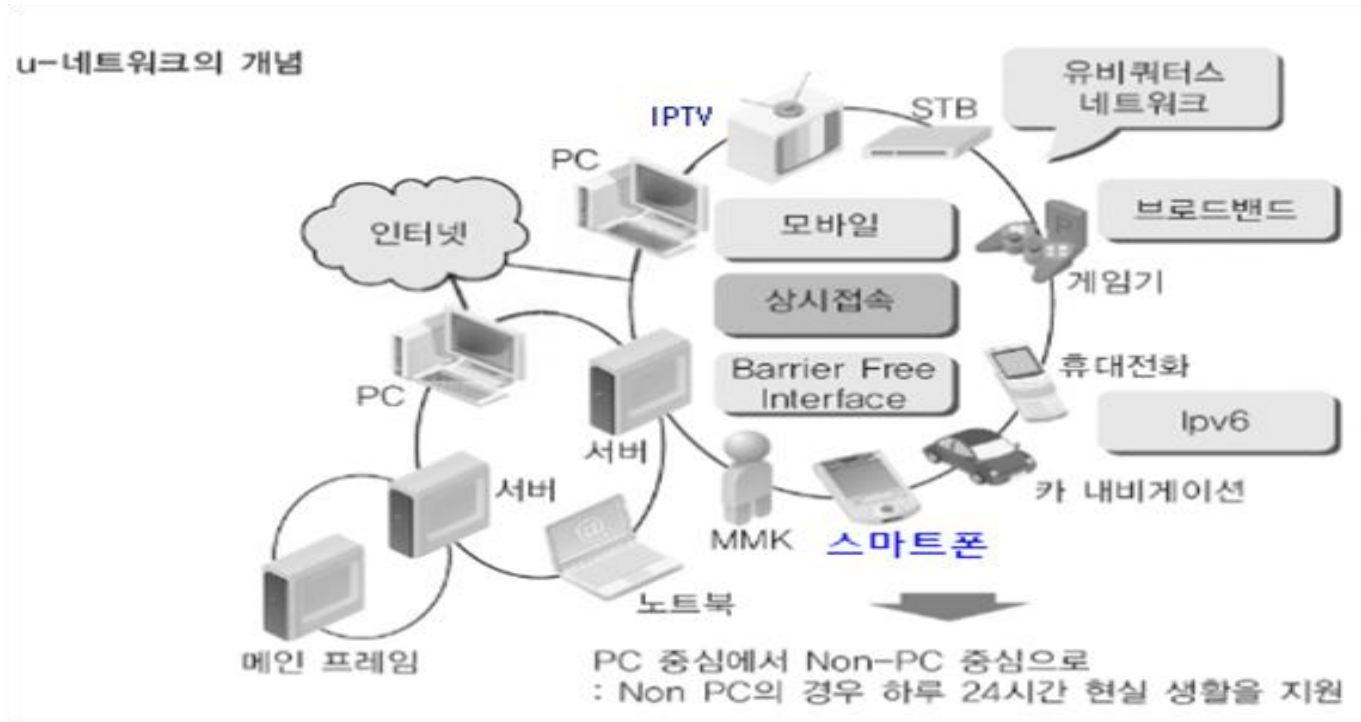 u-네트워크의 개념
유비쿼터스
네트워크
IPTV
STB
PC
인터넷
모바일
브로드밴드
게임기
상시접속
PC
Barrier Free
Interface
휴대전화
Ipv6
서버
서버
카 내비게이션
MMK
스마트폰
노트북
메인 프레임
PC 중심에서 Non-PC 중심으로
: Non PC의 경우 하루 24시간 현실 생활을 지원